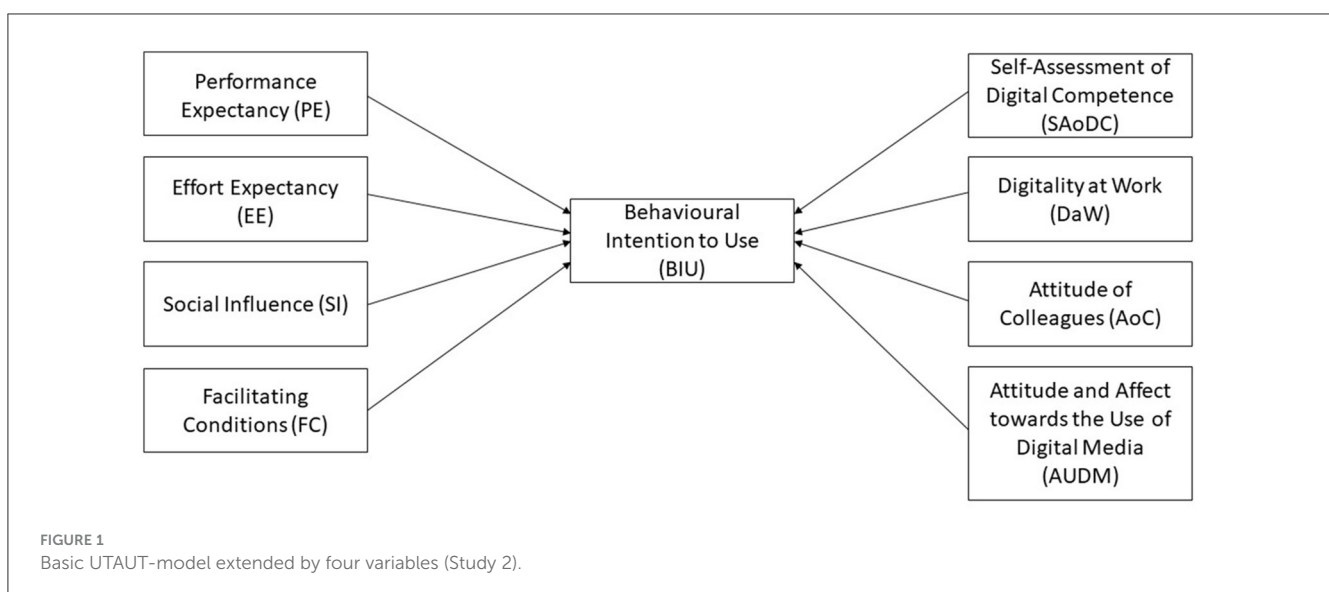 Performance
Expectancy (PE)
Effort Expectancy
(EE)
Social Influence (SI)
Facilitating
Conditions (FC)
Behavioural
Intention to Use
(BIU)
Self-Assessment of
Digital Competence
(SAoDC)
Digitality at Work
(DaW)
Attitude of
Colleagues (AoC)
Attitude and Affect
towards the Use of
Digital Media
(AUDM)
FIGURE 1
Basic UTAUT-model extended by four variables (Study 2).